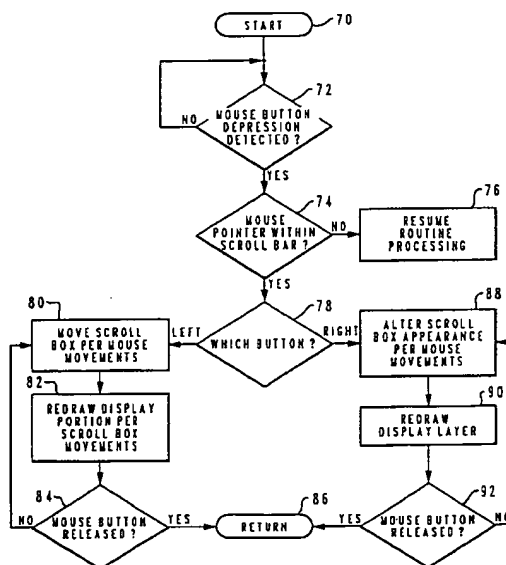 START
70
72
MOUSE BUTTON
DEPRESSION
DETECTED ?
NO
YES
74
MOUSE
POINTER WITHIN
SCROLL BAR ?
NO
76
RESUME
ROUTINE
PROCESSING
YES
78
WHICH BUTTON ?
LEFT
RIGHT
80
MOVE SCROLL
BOX PER MOUSE
MOVEMENTS
88
ALTER SCROLL
BOX APPEARANCE
PER MOUSE
MOVEMENTS
82
REDRAW DISPLAY
PORTION PER
SCROLL BOX
MOVEMENTS
90
REDRAW
DISPLAY LAYER
84
MOUSE BUTTON
RELEASED ?
NO
YES
86
RETURN
92
MOUSE BUTTON
RELEASED ?
YES
NO